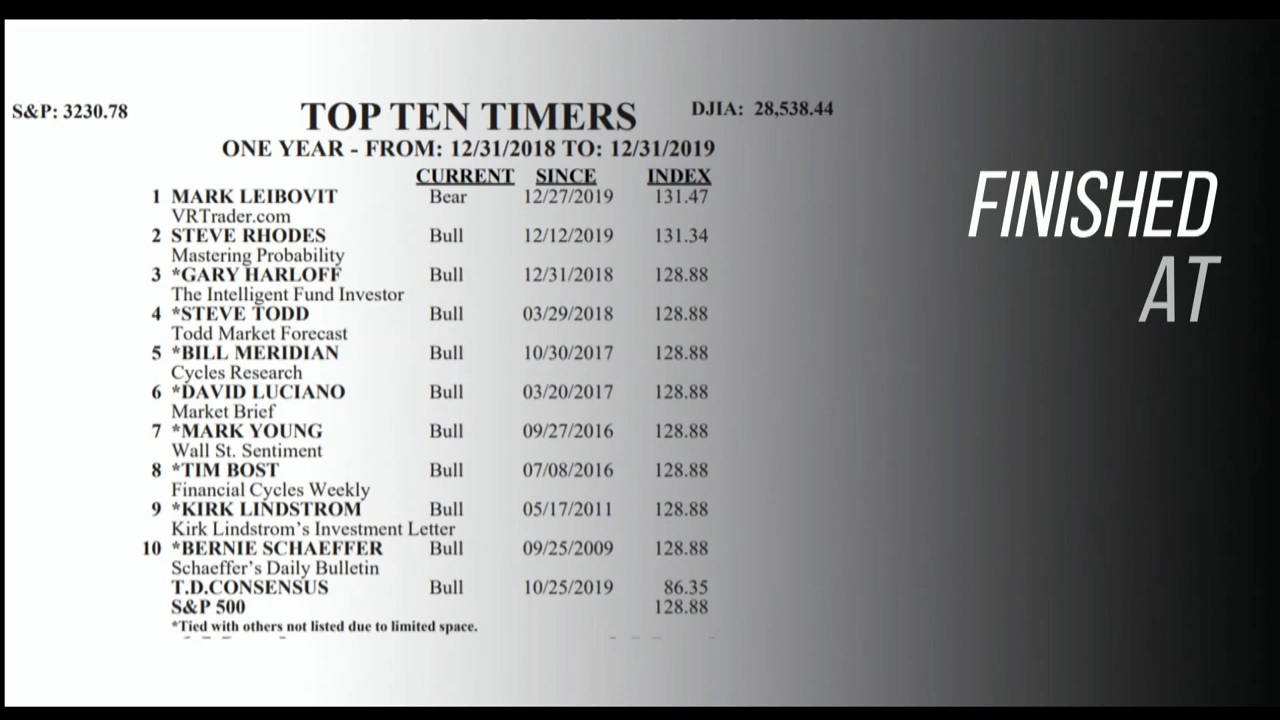 S&P: 3230.78
TOP TEN TIMERS
DJIA: 28,538.44
ONE YEAR - FROM: 12/31/2018 TO: 12/31/2019
CURRENT SINCE INDEX
1 MARK LEIBOVIT Bear 12/27/2019 131.47
VRTrader.com
2 STEVE RHODES Bull 12/12/2019 131.34
Mastering Probability
3 *GARY HARLOFF Bull 12/31/2018 128.88
The Intelligent Fund Investor
4 *STEVE TODD Bull 03/29/2018 128.88
Todd Market Forecast
5 *BILL MERIDIAN Bull 10/30/2017 128.88
Cycles Research
6 *DAVID LUCIANO Bull 03/20/2017 128.88
Market Brief
7 *MARK YOUNG Bull 09/27/2016 128.88
Wall St. Sentiment
8 *TIM BOST Bull 07/08/2016 128.88
Financial Cycles Weekly
9 *KIRK LINDSTROM Bull 05/17/2011 128.88
Kirk Lindstrom's Investment Letter
10 *BERNIE SCHAEFFER Bull 09/25/2009 128.88
Schaeffer's Daily Bulletin
T.D.CONSENSUS Bull 10/25/2019 86.35
S&P 500 128.88
*Tied with others not listed due to limited space.
FINISHED
AT